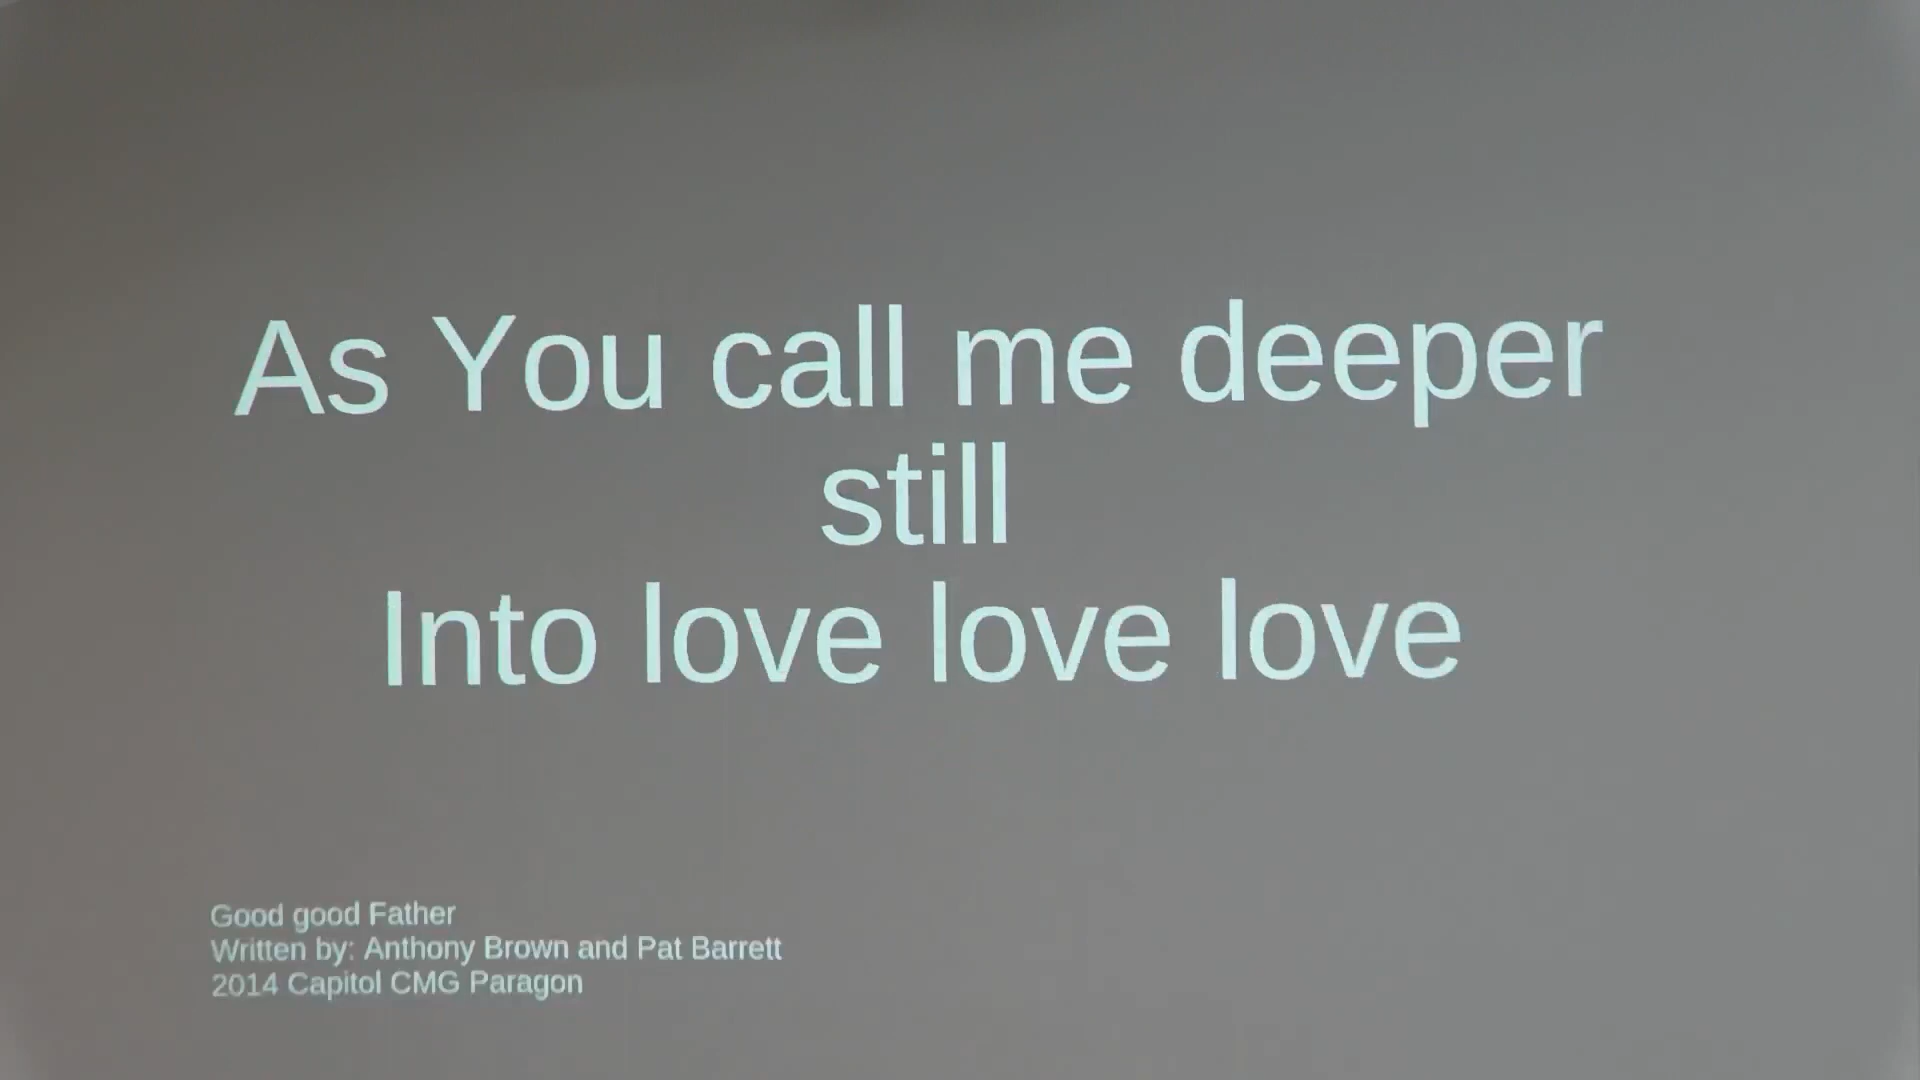 As You call me deeper
still
Into love love love
Good good Father
Written by: Anthony Brown and Pat Barrett
2014 Capitol CMG Paragon